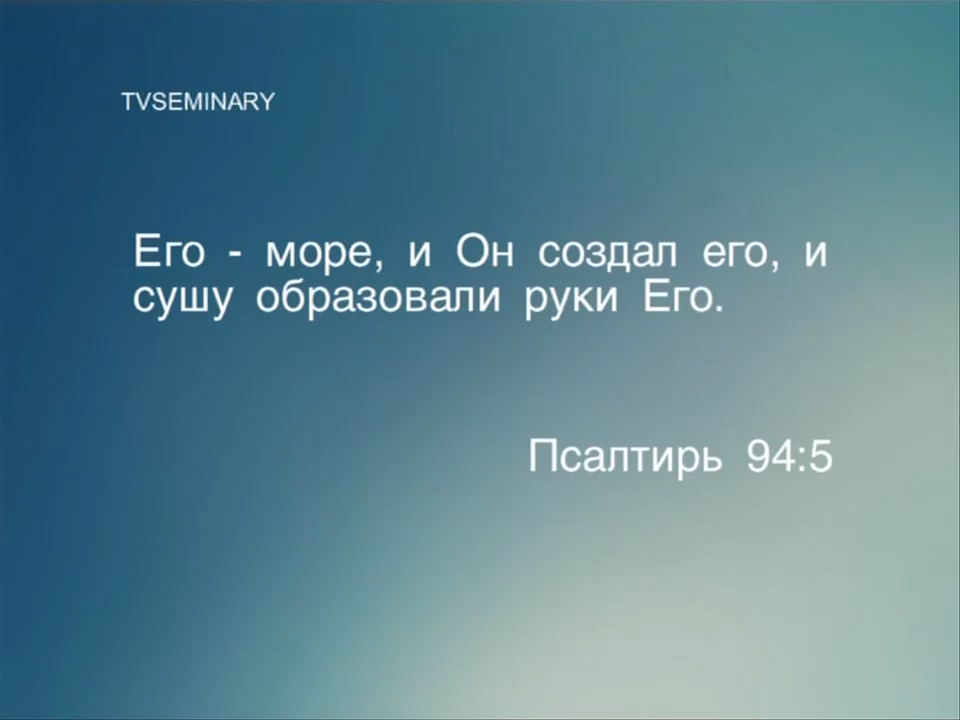 TVSEMINARY
Его - море, и Он создал его, и
сушу образовали руки Его.
Псалтирь 94:5